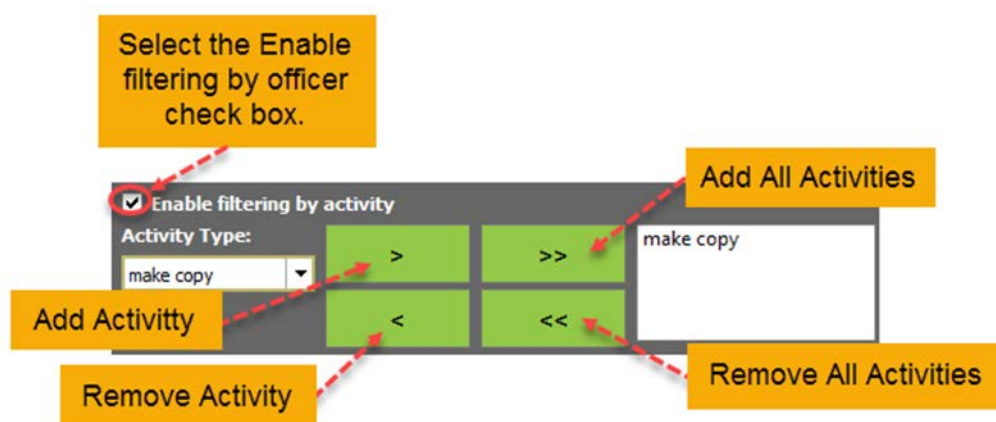 Select the Enable
filtering by officer
check box.
Add All Activities
Enable filtering by activity
Activity Type:
make copy
>
>>
make copy
Add Activitty
<
<<
Remove Activity
Remove All Activities